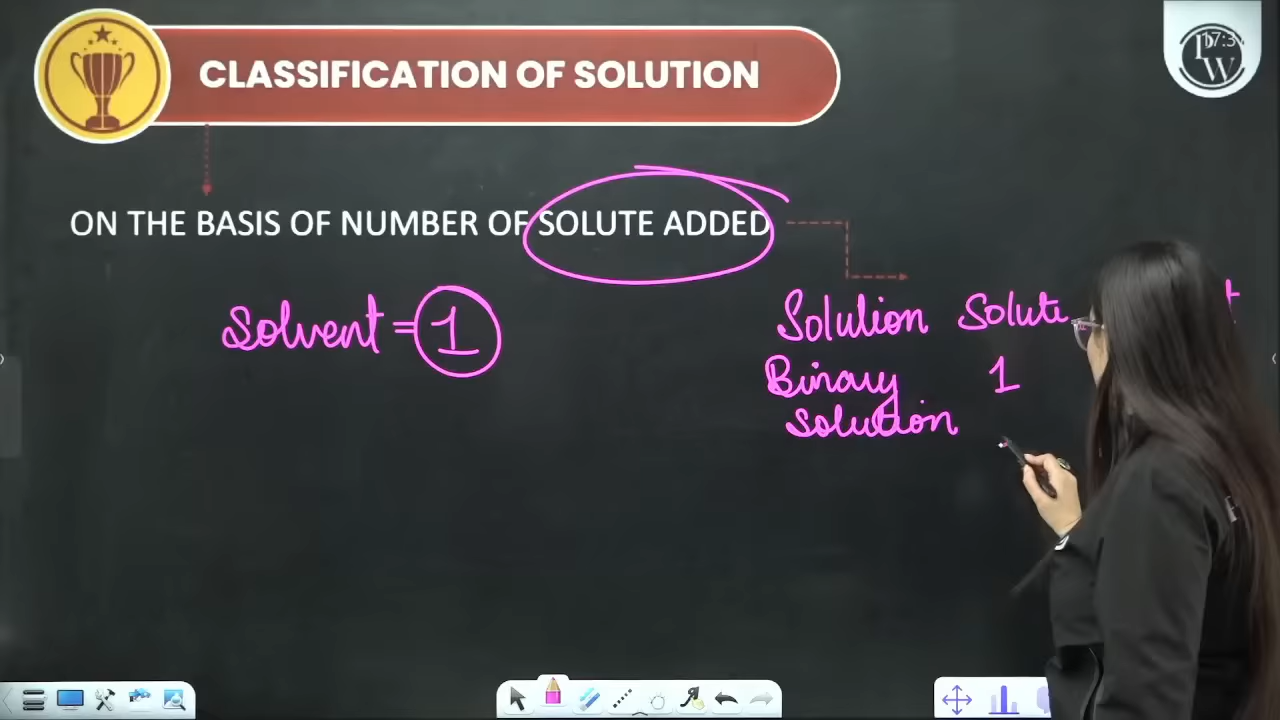 CLASSIFICATION OF SOLUTION
ON THE BASIS OF NUMBER OF SOLUTE ADDED
Solvent = 1
Solution Solute
Binary 1
Solution